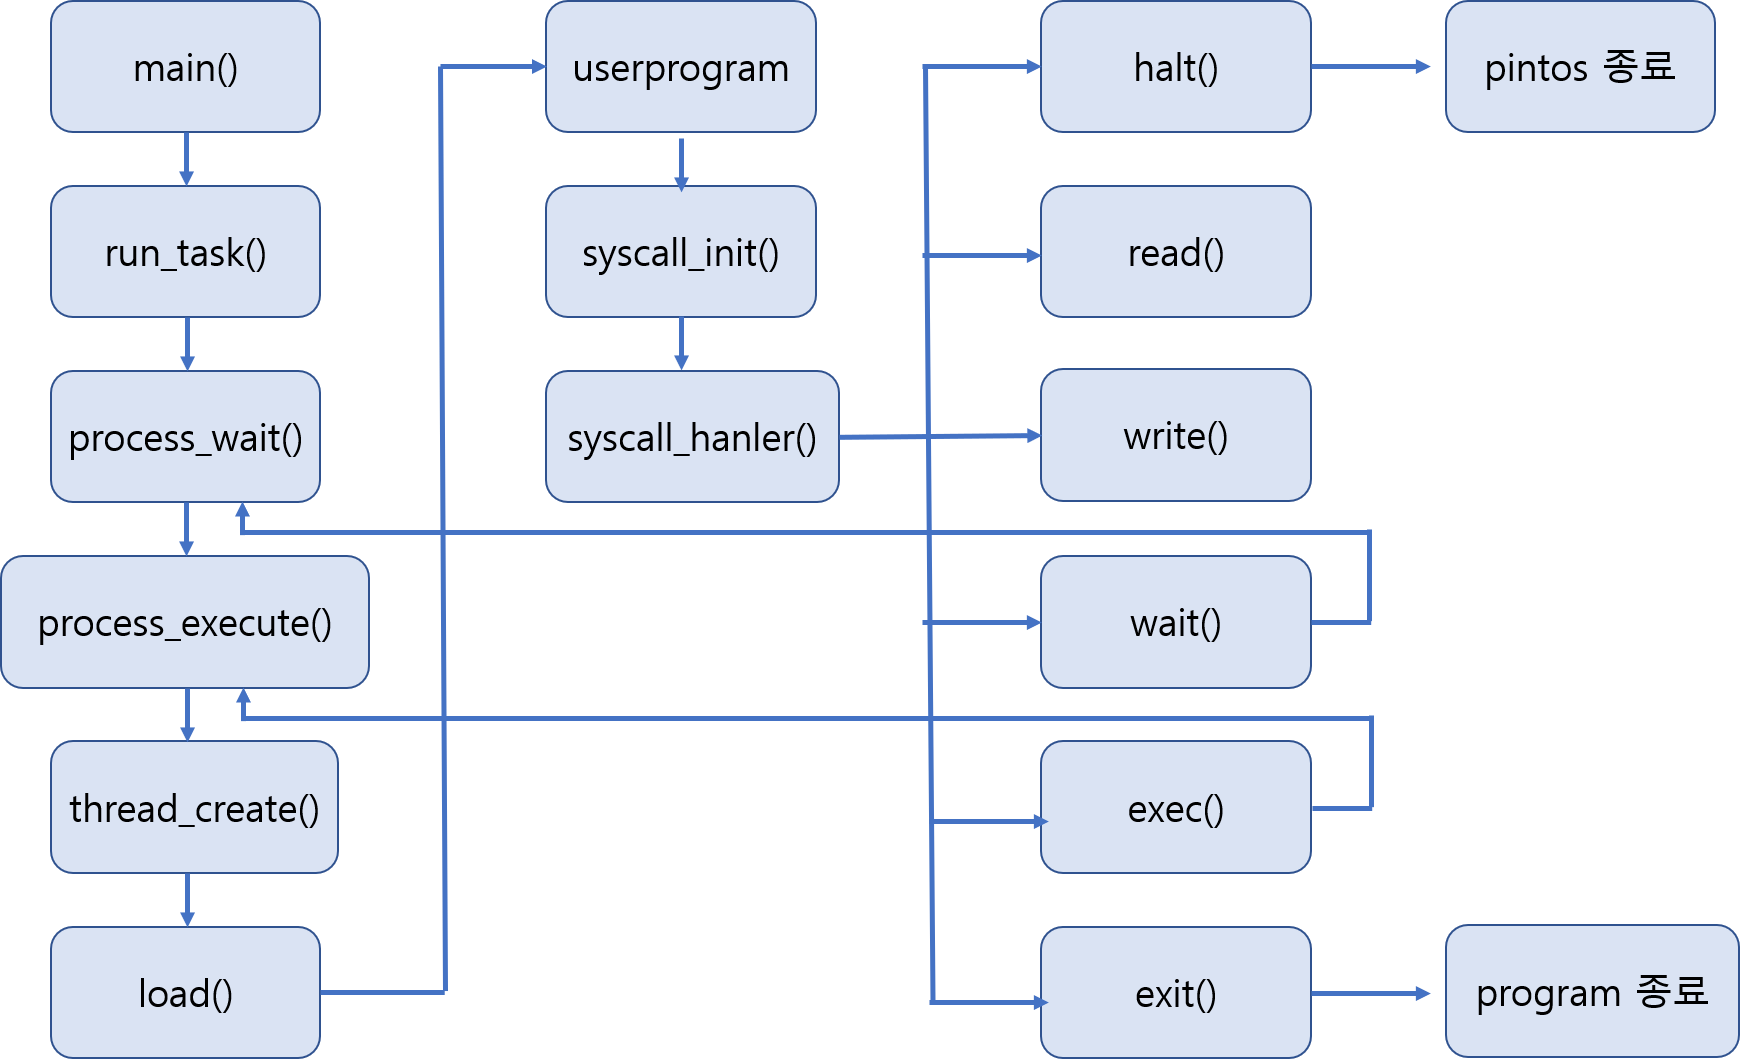 main()
run_task()
process_wait()
process_execute()
thread_create()
load()
userprogram
syscall_init()
syscall_hanler()
halt()
read()
write()
wait()
exec()
exit()
pintos 종료
program 종료